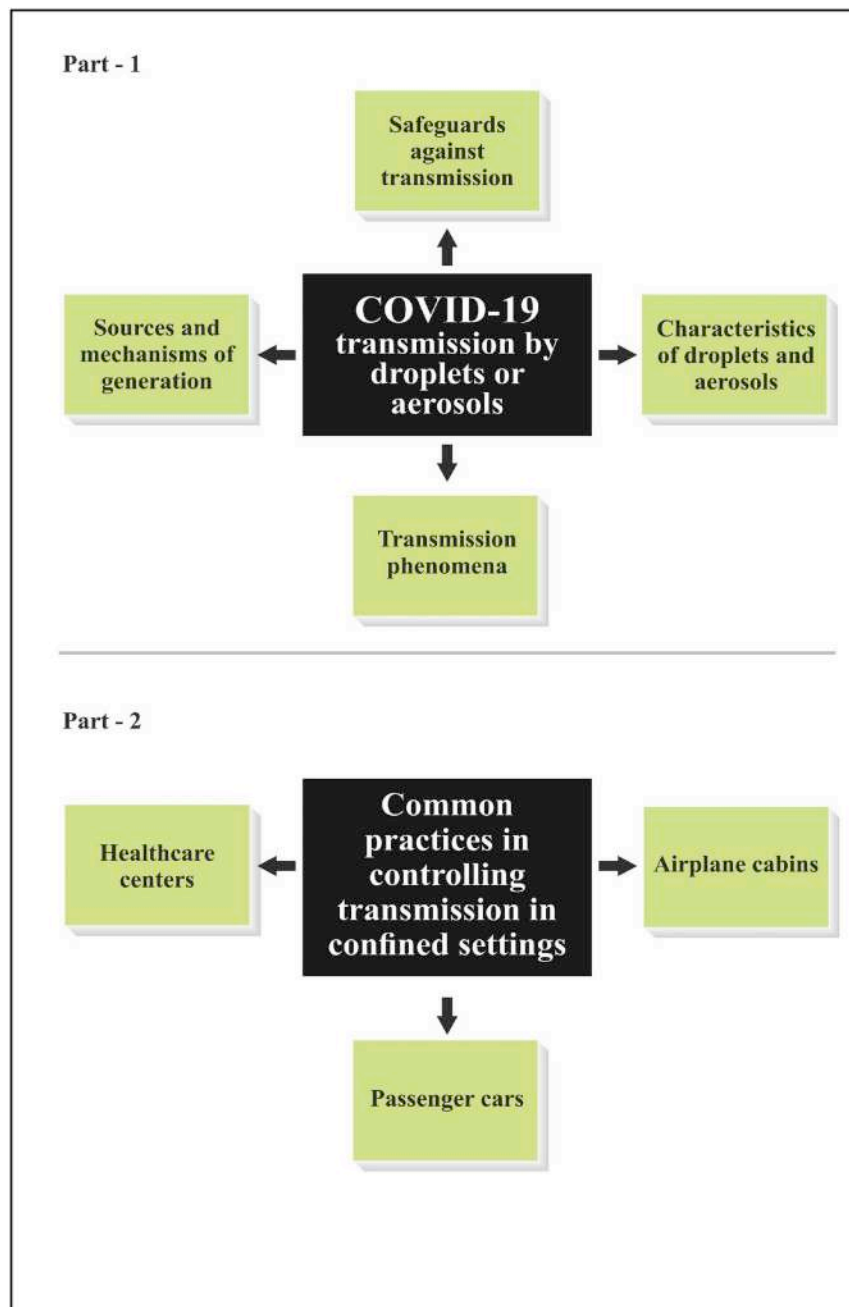 Part - 1
Safeguards
against
transmission
Sources and
mechanisms of
generation
COVID-19
transmission by
droplets or
aerosols
Characteristics
of droplets and
aerosols
Transmission
phenomena
Part - 2
Healthcare
centers
Common
practices in
controlling
transmission in
confined settings
Airplane cabins
Passenger cars